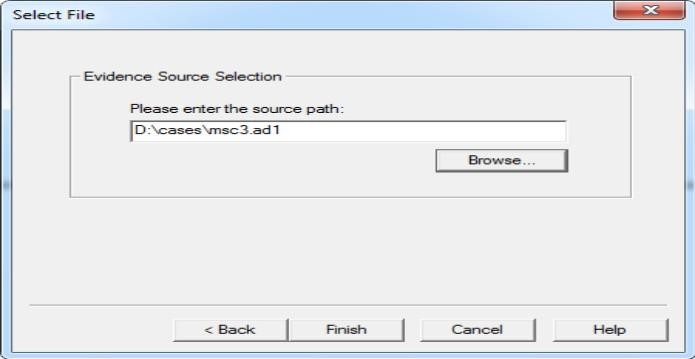 Select File
Evidence Source Selection
Please enter the source path:
D:\cases\msc3.ad1
Browse...
< Back
Finish
Cancel
Help